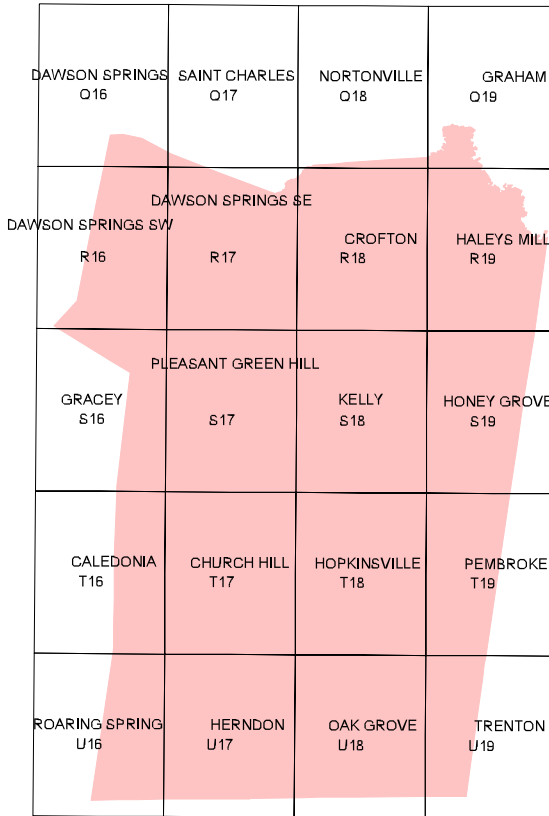 DAWSON SPRINGS
Q16
SAINT CHARLES
Q17
NORTONVILLE
Q18
GRAHAM
Q19
DAWSON SPRINGS SW
R16
DAWSON SPRINGS SE
R17
CROFTON
R18
HALEYS MILL
R19
GRACEY
S16
PLEASANT GREEN HILL
S17
KELLY
S18
HONEY GROVE
S19
CALEDONIA
T16
CHURCH HILL
T17
HOPKINSVILLE
T18
PEMBROKE
T19
ROARING SPRING
U16
HERNDON
U17
OAK GROVE
U18
TRENTON
U19